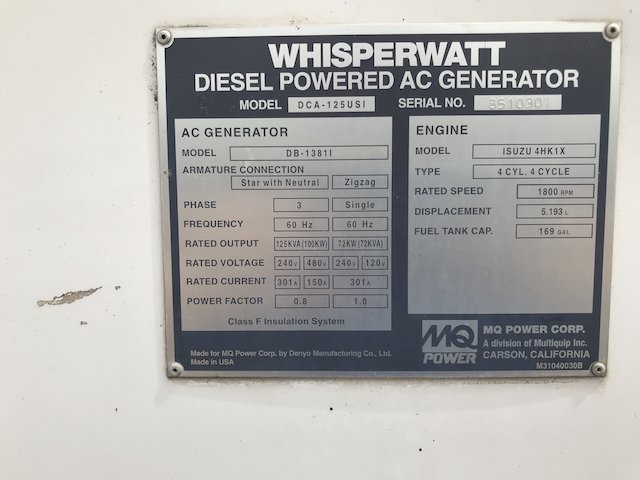 WHISPERWATT
DIESEL POWERED AC GENERATOR
MODEL DCA-125USI SERIAL NO. 8510301
AC GENERATOR
MODEL DB-1381I
ARMATURE CONNECTION
Star with Neutral Zigzag
PHASE 3 Single
FREQUENCY 60 Hz 60 Hz
RATED OUTPUT 125KVA (100KW) 72KW (72KVA)
RATED VOLTAGE 240V 480V 240V 120V
RATED CURRENT 301A 150A 301A
POWER FACTOR 0.8 1.0
Class F Insulation System
ENGINE
MODEL ISUZU 4HK1X
TYPE 4 CYL. 4 CYCLE
RATED SPEED 1800 RPM
DISPLACEMENT 5.193 L
FUEL TANK CAP. 169 GAL
Made for MQ Power Corp. by Denyo Manufacturing Co., Ltd.
Made in USA
MQ
POWER
MQ POWER CORP.
A division of Multiquip Inc.
CARSON, CALIFORNIA
M31040030B